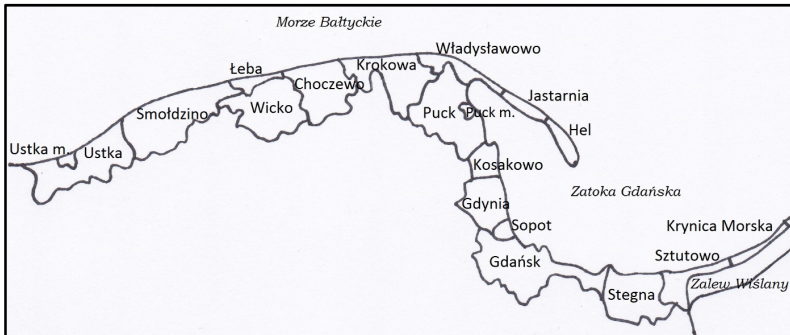 Morze Bałtyckie
Władysławowo
Łeba
Krokowa
Choczewo
Jastarnia
Smołdzino
Wicko
Puck
Puck m.
Hel
Ustka m.
Ustka
Kosakowo
Zatoka Gdańska
Gdynia
Sopot
Krynica Morska
Gdańsk
Sztutowo
Zalew Wiślany
Stegna